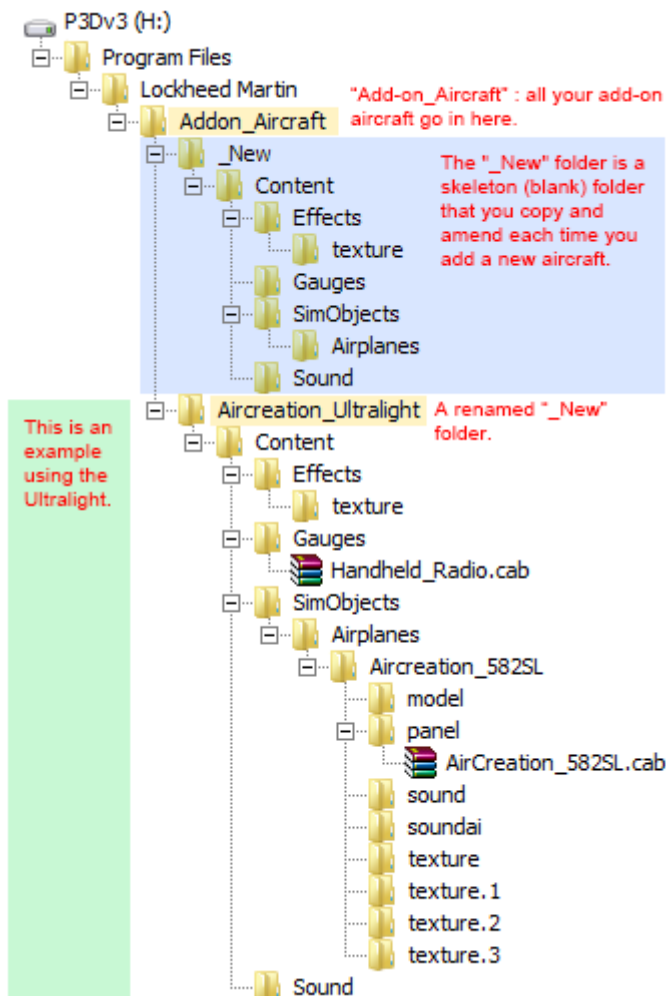 P3Dv3 (H:)
Program Files
Lockheed Martin
"Add-on_Aircraft" : all your add-on
aircraft go in here.
Addon_Aircraft
_New
Content
Effects
texture
Gauges
SimObjects
Airplanes
Sound
The "_New" folder is a
skeleton (blank) folder
that you copy and
amend each time you
add a new aircraft.
This is an
example
using the
Ultralight.
Aircreation_Ultralight
A renamed "_New"
folder.
Content
Effects
texture
Gauges
Handheld_Radio.cab
SimObjects
Airplanes
Aircreation_582SL
model
panel
AirCreation_582SL.cab
sound
soundai
texture
texture.1
texture.2
texture.3
Sound